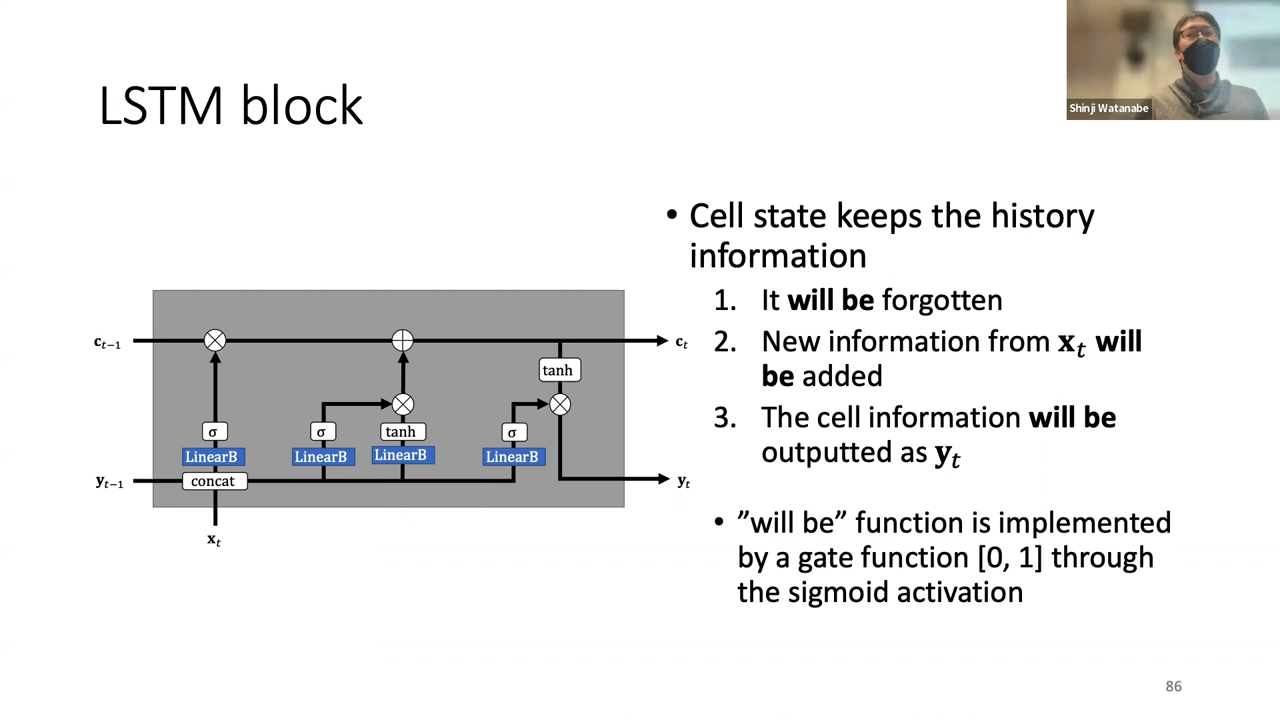 LSTM block
Shinji Watanabe
• Cell state keeps the history
information
1. It will be forgotten
2. New information from xₜ will
be added
3. The cell information will be
outputted as yₜ
• ”will be” function is implemented
by a gate function [0, 1] through
the sigmoid activation
cₜ₋₁
cₜ
tanh
σ σ tanh σ
LinearB LinearB LinearB LinearB
yₜ₋₁ concat yₜ
xₜ
86